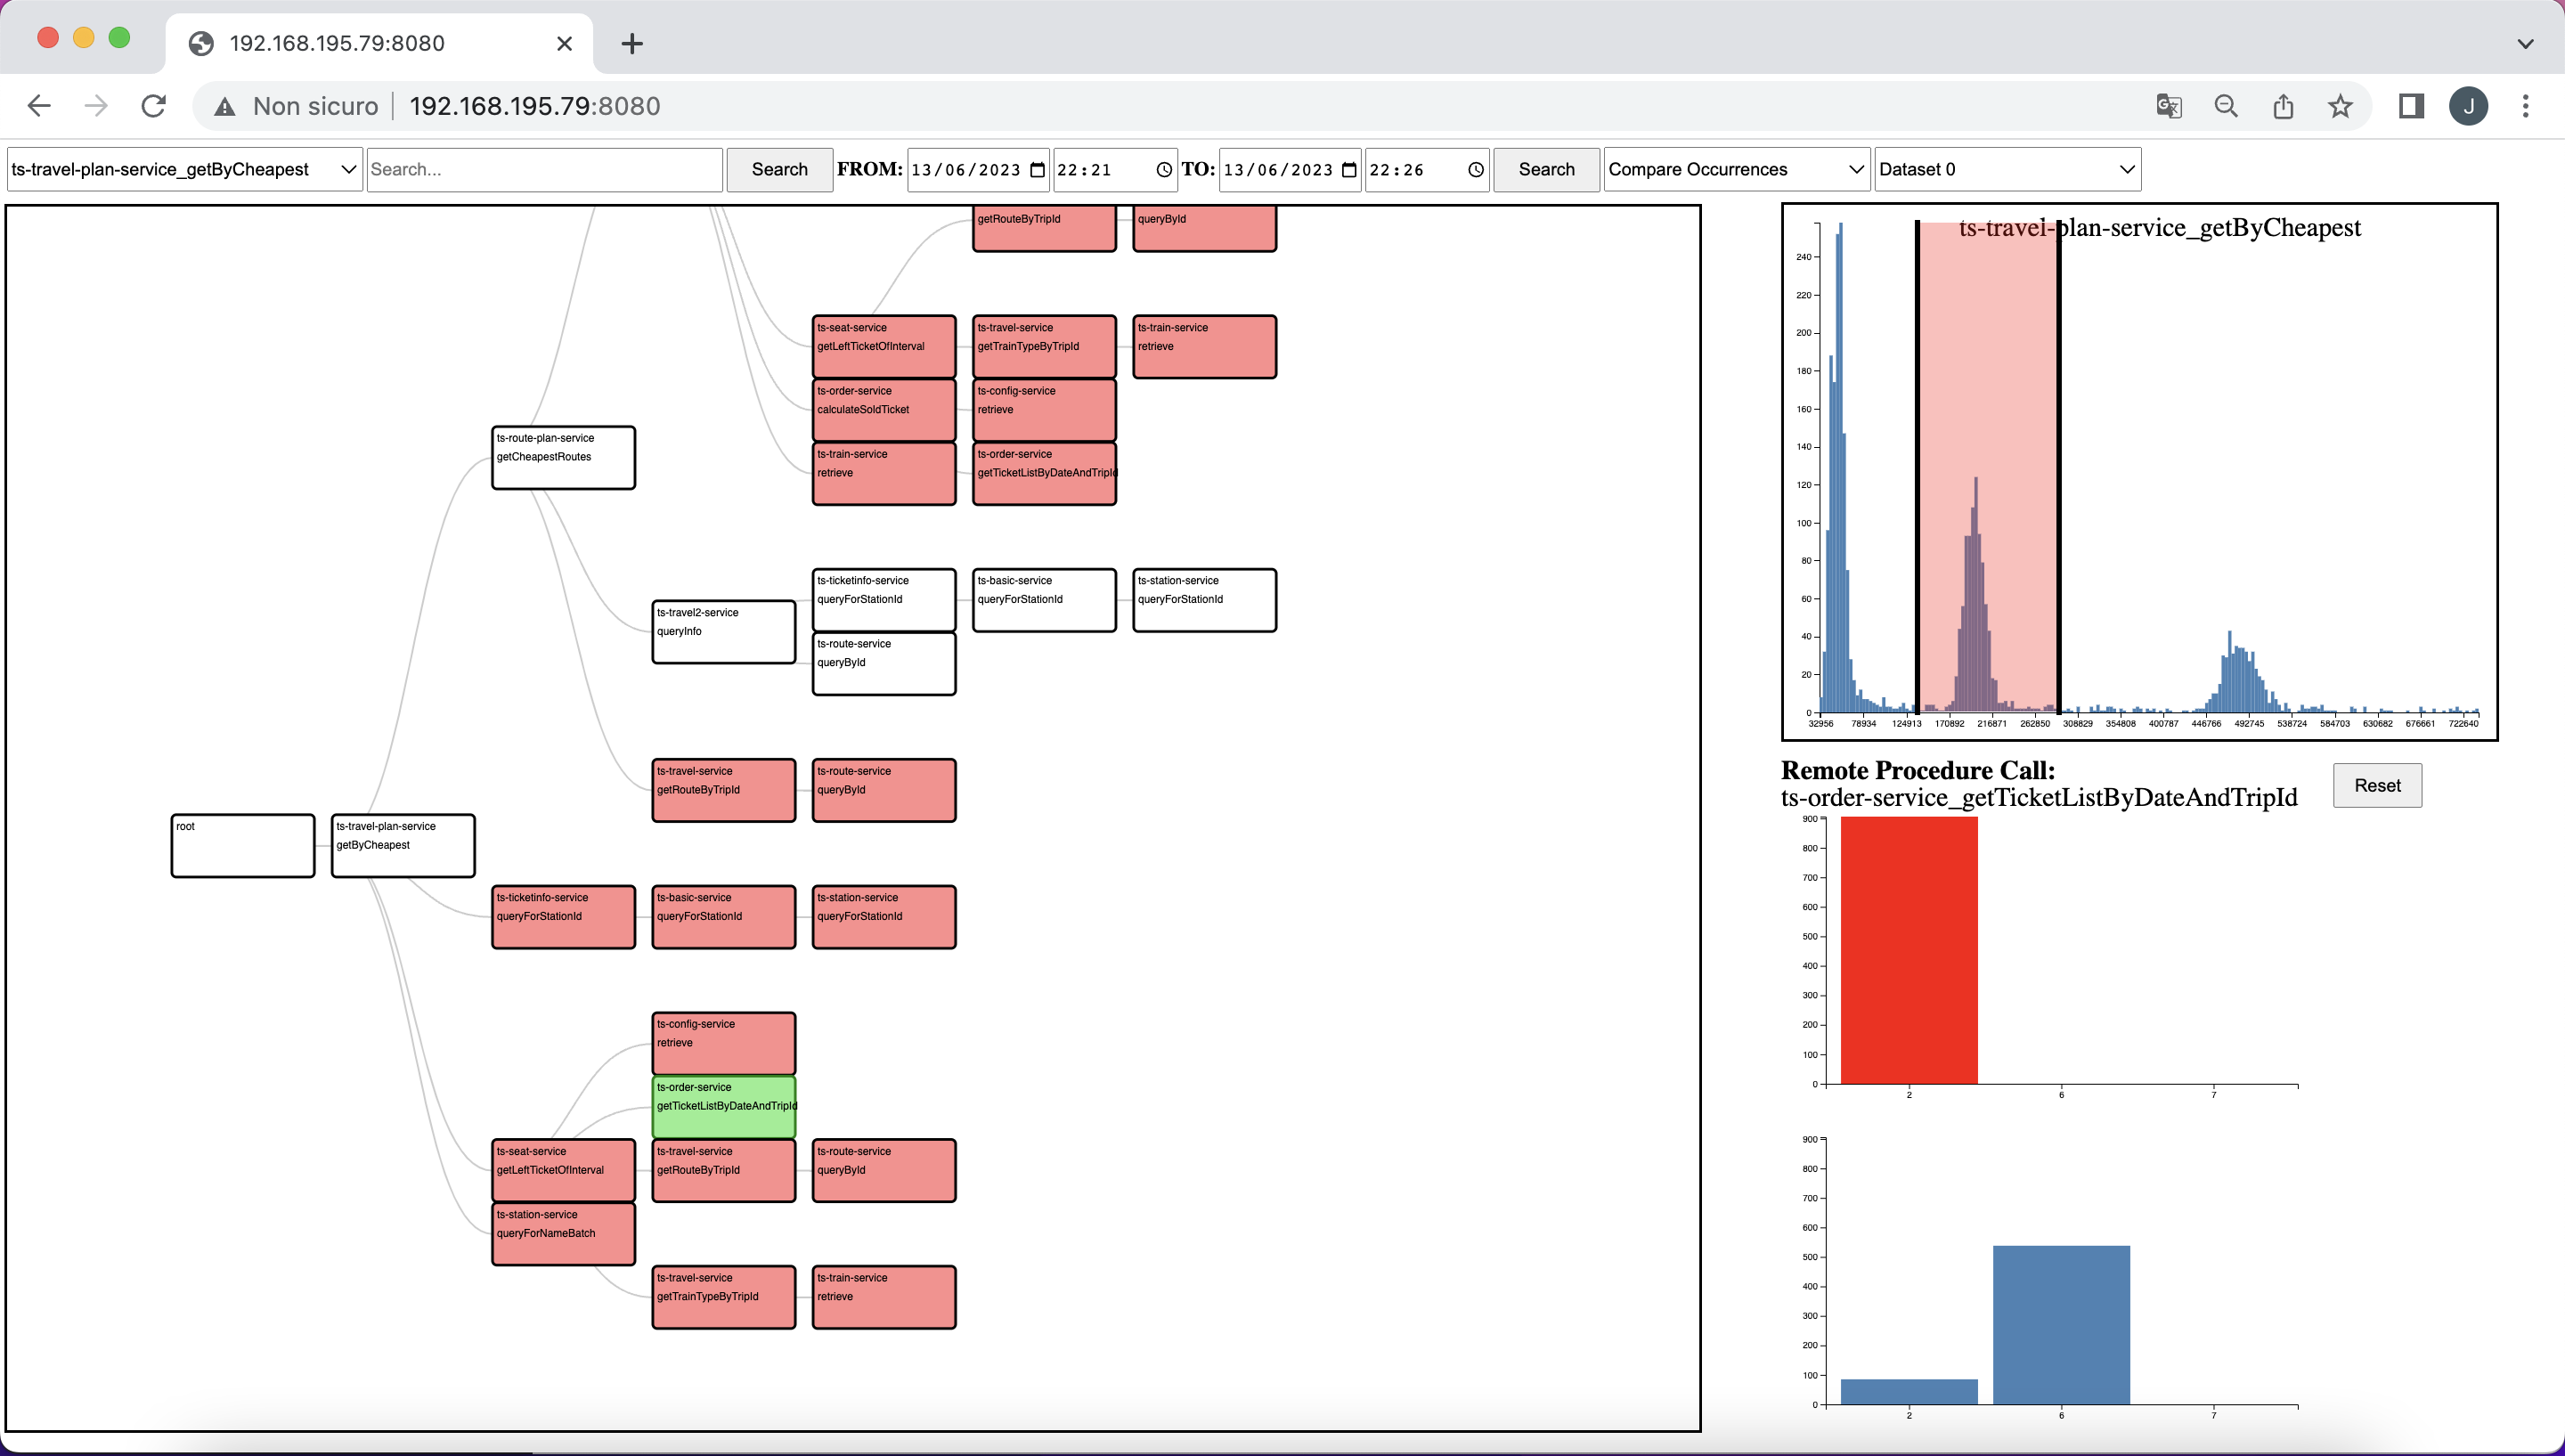 192.168.195.79:8080
Non sicuro
192.168.195.79:8080
J
ts-travel-plan-service_getByCheapest
Search...
Search
FROM:
13/06/2023
22:21
TO:
13/06/2023
22:26
Search
Compare Occurrences
Dataset 0
getRouteByTripId
queryById
ts-seat-service
getLeftTicketOfInterval
ts-travel-service
getTrainTypeByTripId
ts-train-service
retrieve
ts-order-service
calculateSoldTicket
ts-config-service
retrieve
ts-train-service
retrieve
ts-order-service
getTicketListByDateAndTripId
ts-route-plan-service
getCheapestRoutes
ts-ticketinfo-service
queryForStationId
ts-basic-service
queryForStationId
ts-station-service
queryForStationId
ts-travel2-service
queryInfo
ts-route-service
queryById
ts-travel-service
getRouteByTripId
ts-route-service
queryById
root
ts-travel-plan-service
getByCheapest
ts-ticketinfo-service
queryForStationId
ts-basic-service
queryForStationId
ts-station-service
queryForStationId
ts-config-service
retrieve
ts-order-service
getTicketListByDateAndTripId
ts-seat-service
getLeftTicketOfInterval
ts-travel-service
getRouteByTripId
ts-route-service
queryById
ts-station-service
queryForNameBatch
ts-travel-service
getTrainTypeByTripId
ts-train-service
retrieve
ts-travel-plan-service_getByCheapest
240
220
200
180
160
140
120
100
80
60
40
20
0
32956 78934 124913 170892 216871 262850 308829 354808 400787 446766 492745 538724 584703 630682 676661 722640
Remote Procedure Call:
ts-order-service_getTicketListByDateAndTripId
Reset
900
800
700
600
500
400
300
200
100
0
2 6 7
900
800
700
600
500
400
300
200
100
0
2 6 7